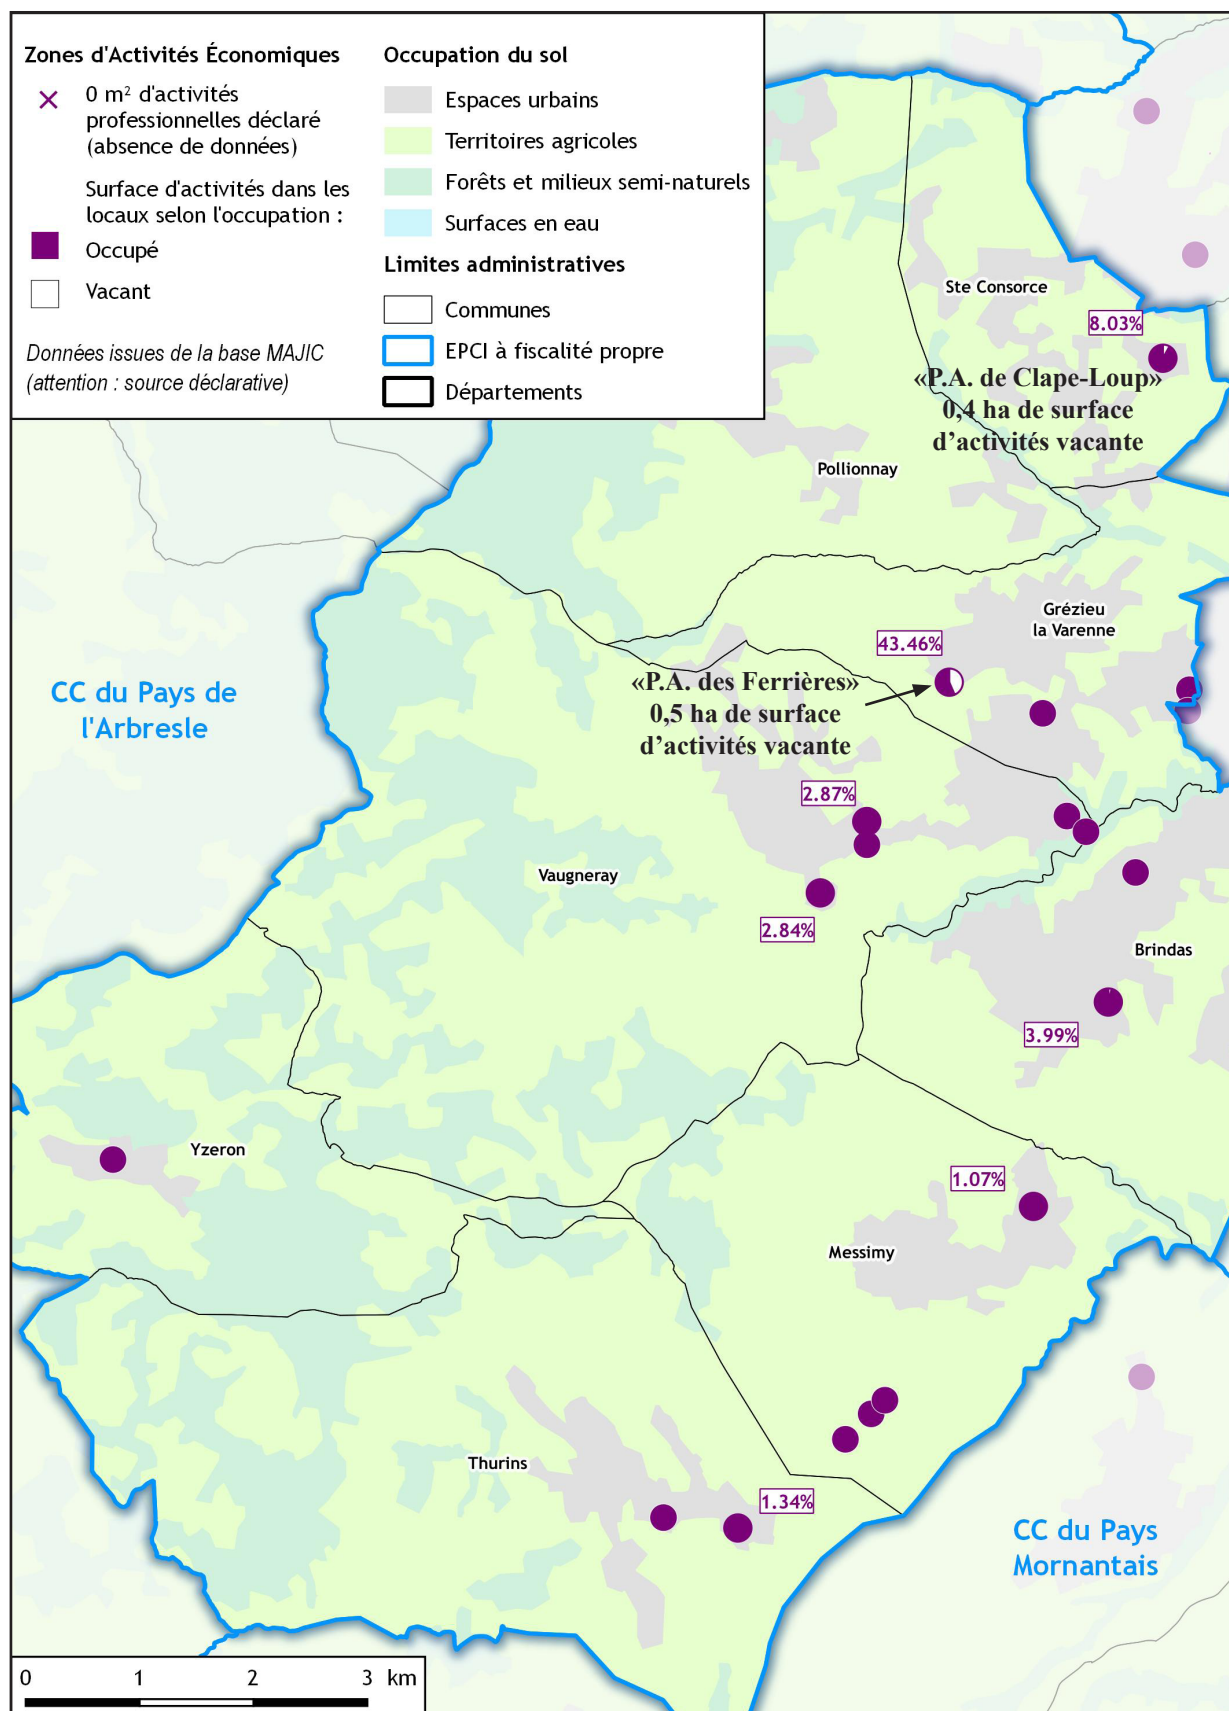 Zones d'Activités Économiques
0 m² d'activités
professionnelles déclaré
(absence de données)
Surface d'activités dans les
locaux selon l'occupation :
Occupé
Vacant
Données issues de la base MAJIC
(attention : source déclarative)
Occupation du sol
Espaces urbains
Territoires agricoles
Forêts et milieux semi-naturels
Surfaces en eau
Limites administratives
Communes
EPCI à fiscalité propre
Départements
Ste Consorce
8.03%
«P.A. de Clape-Loup»
0,4 ha de surface
d’activités vacante
Pollionnay
Grézieu
la Varenne
43.46%
«P.A. des Ferrières»
0,5 ha de surface
d’activités vacante
CC du Pays de
l'Arbresle
2.87%
Vaugneray
2.84%
Brindas
3.99%
Yzeron
1.07%
Messimy
Thurins
1.34%
CC du Pays
Mornantais
0 1 2 3 km